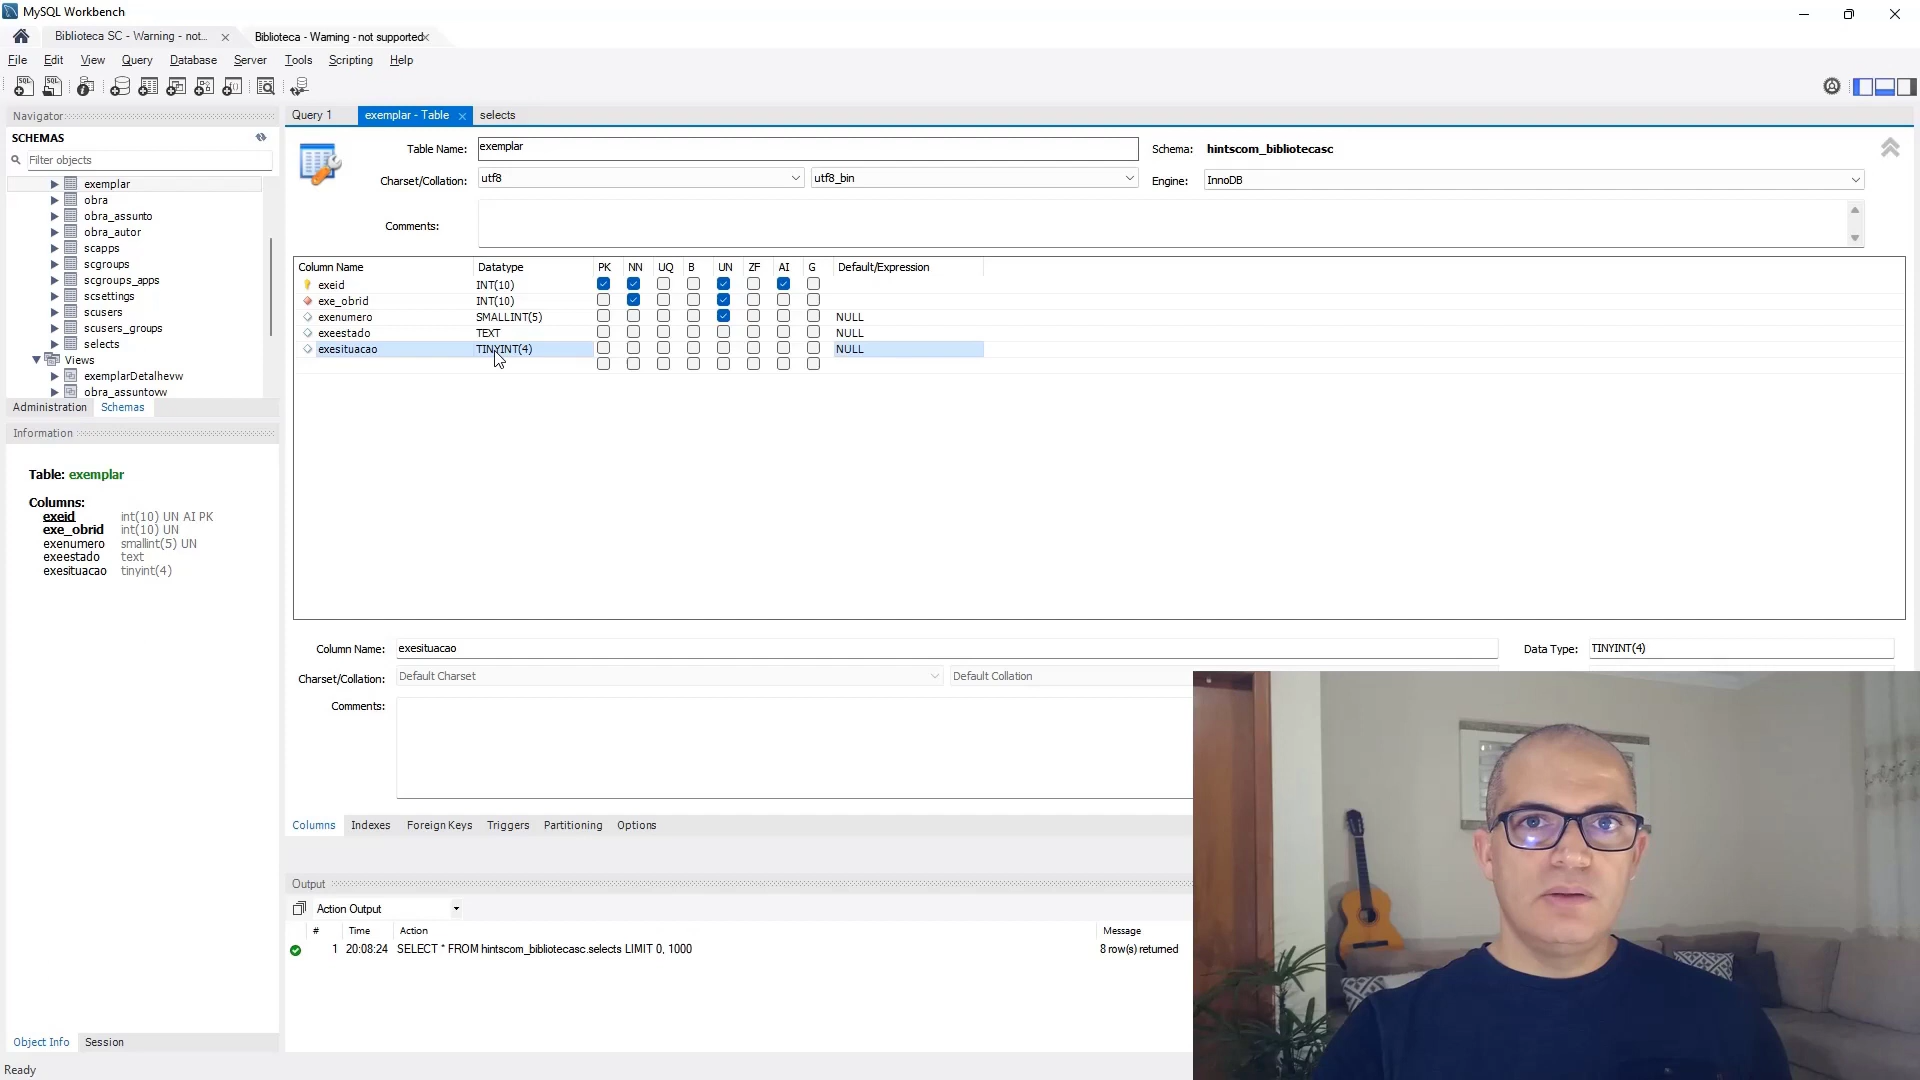 MySQL Workbench
Biblioteca SC - Warning - not...
Biblioteca - Warning - not supported
File Edit View Query Database Server Tools Scripting Help
Navigator
SCHEMAS
Filter objects
exemplar
obra
obra_assunto
obra_autor
scapps
scgroups
scgroups_apps
scsettings
scusers
scusers_groups
selects
Views
exemplarDetalhevw
obra_assuntovw
Administration Schemas
Information
Table: exemplar
Columns:
exeid int(10) UN AI PK
exe_obrid int(10) UN
exenumero smallint(5) UN
exeestado text
exesituacao tinyint(4)
Object Info Session
Ready
Query 1 exemplar - Table selects
Table Name: exemplar Schema: hintscom_bibliotecasc
Charset/Collation: utf8 utf8_bin Engine: InnoDB
Comments:
Column Name Datatype PK NN UQ B UN ZF AI G Default/Expression
exeid INT(10)
exe_obrid INT(10)
exenumero SMALLINT(5) NULL
exeestado TEXT NULL
exesituacao TINYINT(4) NULL
Column Name: exesituacao Data Type: TINYINT(4)
Charset/Collation: Default Charset Default Collation
Comments:
Columns Indexes Foreign Keys Triggers Partitioning Options
Output
Action Output
# Time Action Message
1 20:08:24 SELECT * FROM hintscom_bibliotecasc.selects LIMIT 0, 1000 8 row(s) returned